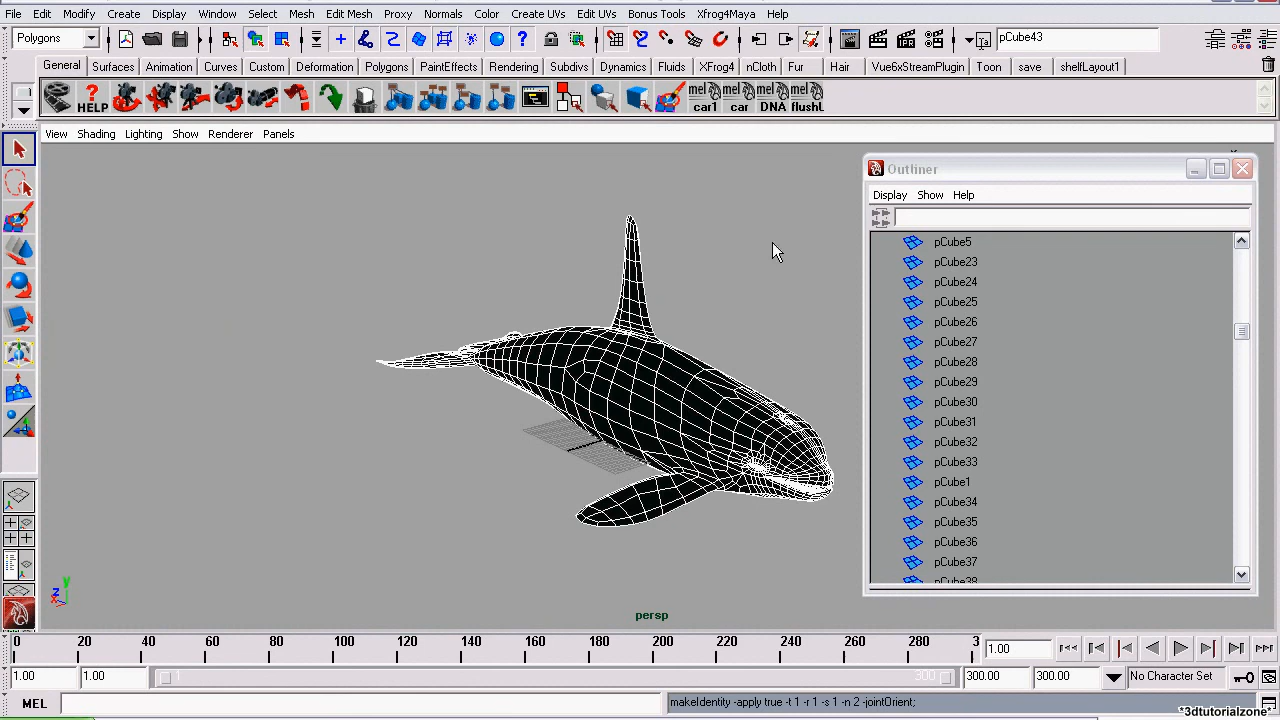 File Edit Modify Create Display Window Select Mesh Edit Mesh Proxy Normals Color Create UVs Edit UVs Bonus Tools Xfrog4Maya Help
Polygons
pCube43
General Surfaces Animation Curves Custom Deformation Polygons PaintEffects Rendering Subdivs Dynamics Fluids XFrog4 nCloth Fur Hair Vue6xStreamPlugin Toon save shelfLayout1
? HELP mel car1 mel car mel DNA mel flushL
View Shading Lighting Show Renderer Panels
Outliner
Display Show Help
pCube5
pCube23
pCube24
pCube25
pCube26
pCube27
pCube28
pCube29
pCube30
pCube31
pCube32
pCube33
pCube1
pCube34
pCube35
pCube36
pCube37
pCube38
y
z x
persp
0 20 40 60 80 100 120 140 160 180 200 220 240 260 280 3 1.00
1.00 1.00 1 300 300.00 300.00 No Character Set
MEL makeIdentity -apply true -t 1 -r 1 -s 1 -n 2 -jointOrient;
*3dtutorialzone*